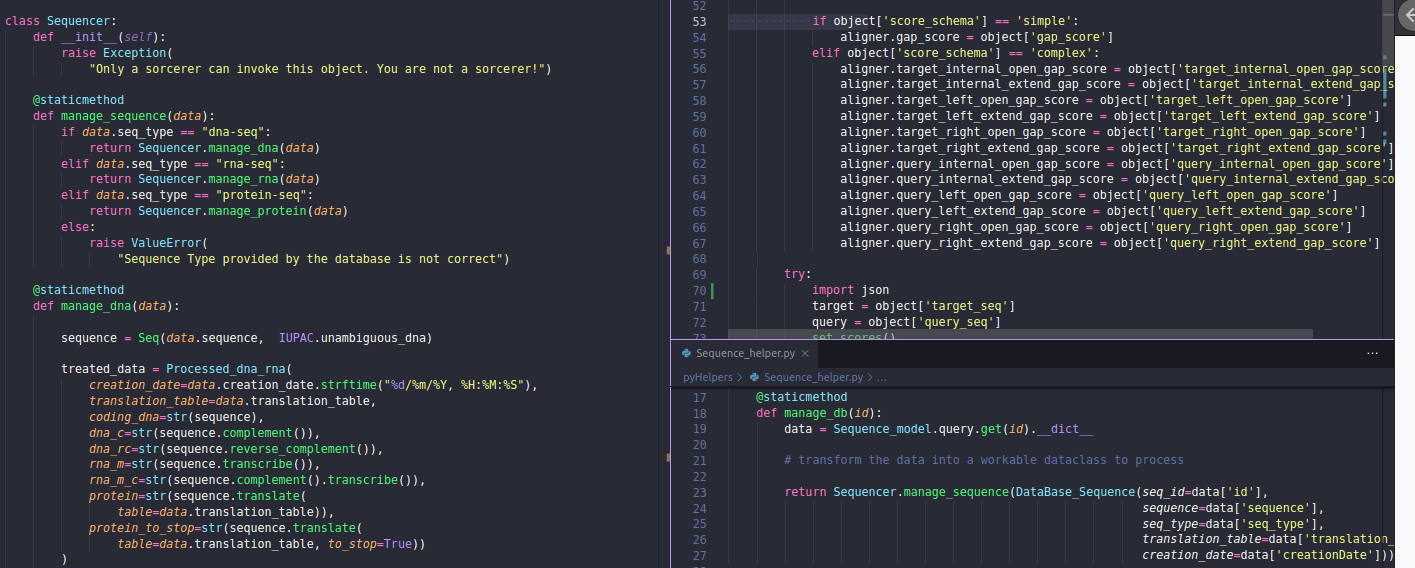 class Sequencer:
def __init__(self):
raise Exception(
"Only a sorcerer can invoke this object. You are not a sorcerer!")
@staticmethod
def manage_sequence(data):
if data.seq_type == "dna-seq":
return Sequencer.manage_dna(data)
elif data.seq_type == "rna-seq":
return Sequencer.manage_rna(data)
elif data.seq_type == "protein-seq":
return Sequencer.manage_protein(data)
else:
raise ValueError(
"Sequence Type provided by the database is not correct")
@staticmethod
def manage_dna(data):
sequence = Seq(data.sequence,  IUPAC.unambiguous_dna)
treated_data = Processed_dna_rna(
creation_date=data.creation_date.strftime("%d/%m/%Y, %H:%M:%S"),
translation_table=data.translation_table,
coding_dna=str(sequence),
dna_c=str(sequence.complement()),
dna_rc=str(sequence.reverse_complement()),
rna_m=str(sequence.transcribe()),
rna_m_c=str(sequence.complement().transcribe()),
protein=str(sequence.translate(
table=data.translation_table)),
protein_to_stop=str(sequence.translate(
table=data.translation_table, to_stop=True))
)
52
53 if object['score_schema'] == 'simple':
54 aligner.gap_score = object['gap_score']
55 elif object['score_schema'] == 'complex':
56 aligner.target_internal_open_gap_score = object['target_internal_open_gap_score
57 aligner.target_internal_extend_gap_score = object['target_internal_extend_gap_s
58 aligner.target_left_open_gap_score = object['target_left_open_gap_score']
59 aligner.target_left_extend_gap_score = object['target_left_extend_gap_score']
60 aligner.target_right_open_gap_score = object['target_right_open_gap_score']
61 aligner.target_right_extend_gap_score = object['target_right_extend_gap_score']
62 aligner.query_internal_open_gap_score = object['query_internal_open_gap_score']
63 aligner.query_internal_extend_gap_score = object['query_internal_extend_gap_sco
64 aligner.query_left_open_gap_score = object['query_left_open_gap_score']
65 aligner.query_left_extend_gap_score = object['query_left_extend_gap_score']
66 aligner.query_right_open_gap_score = object['query_right_open_gap_score']
67 aligner.query_right_extend_gap_score = object['query_right_extend_gap_score']
68
69 try:
70 import json
71 target = object['target_seq']
72 query = object['query_seq']
73 set_scores()
Sequence_helper.py × ...
pyHelpers > Sequence_helper.py > ...
17 @staticmethod
18 def manage_db(id):
19 data = Sequence_model.query.get(id).__dict__
20
21 # transform the data into a workable dataclass to process
22
23 return Sequencer.manage_sequence(DataBase_Sequence(seq_id=data['id'],
24 sequence=data['sequence'],
25 seq_type=data['seq_type'],
26 translation_table=data['translation_
27 creation_date=data['creationDate']))